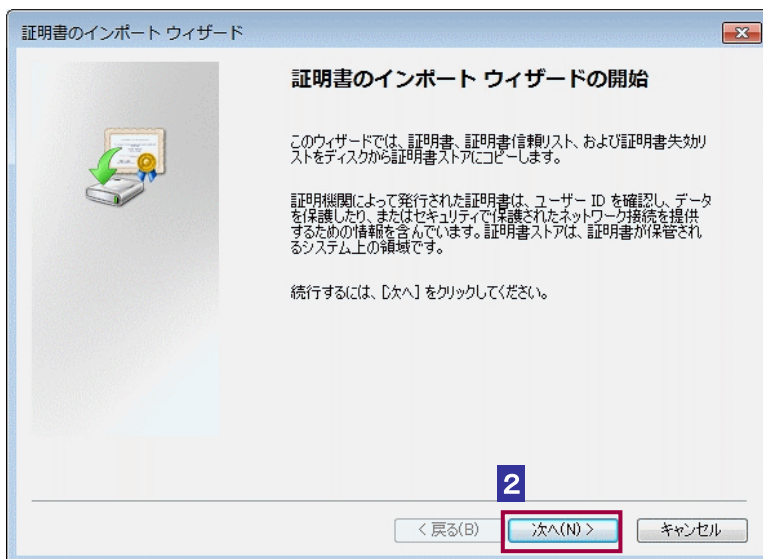 証明書のインポート ウィザード
証明書のインポート ウィザードの開始
このウィザードでは、証明書、証明書信頼リスト、および証明書失効リ
ストをディスクから証明書ストアにコピーします。
証明機関によって発行された証明書は、ユーザー ID を確認し、データ
を保護したり、またはセキュリティで保護されたネットワーク接続を提供
するための情報を含んでいます。証明書ストアは、証明書が保管され
るシステム上の領域です。
続行するには、[次へ] をクリックしてください。
2
< 戻る(B)
次へ(N) >
キャンセル